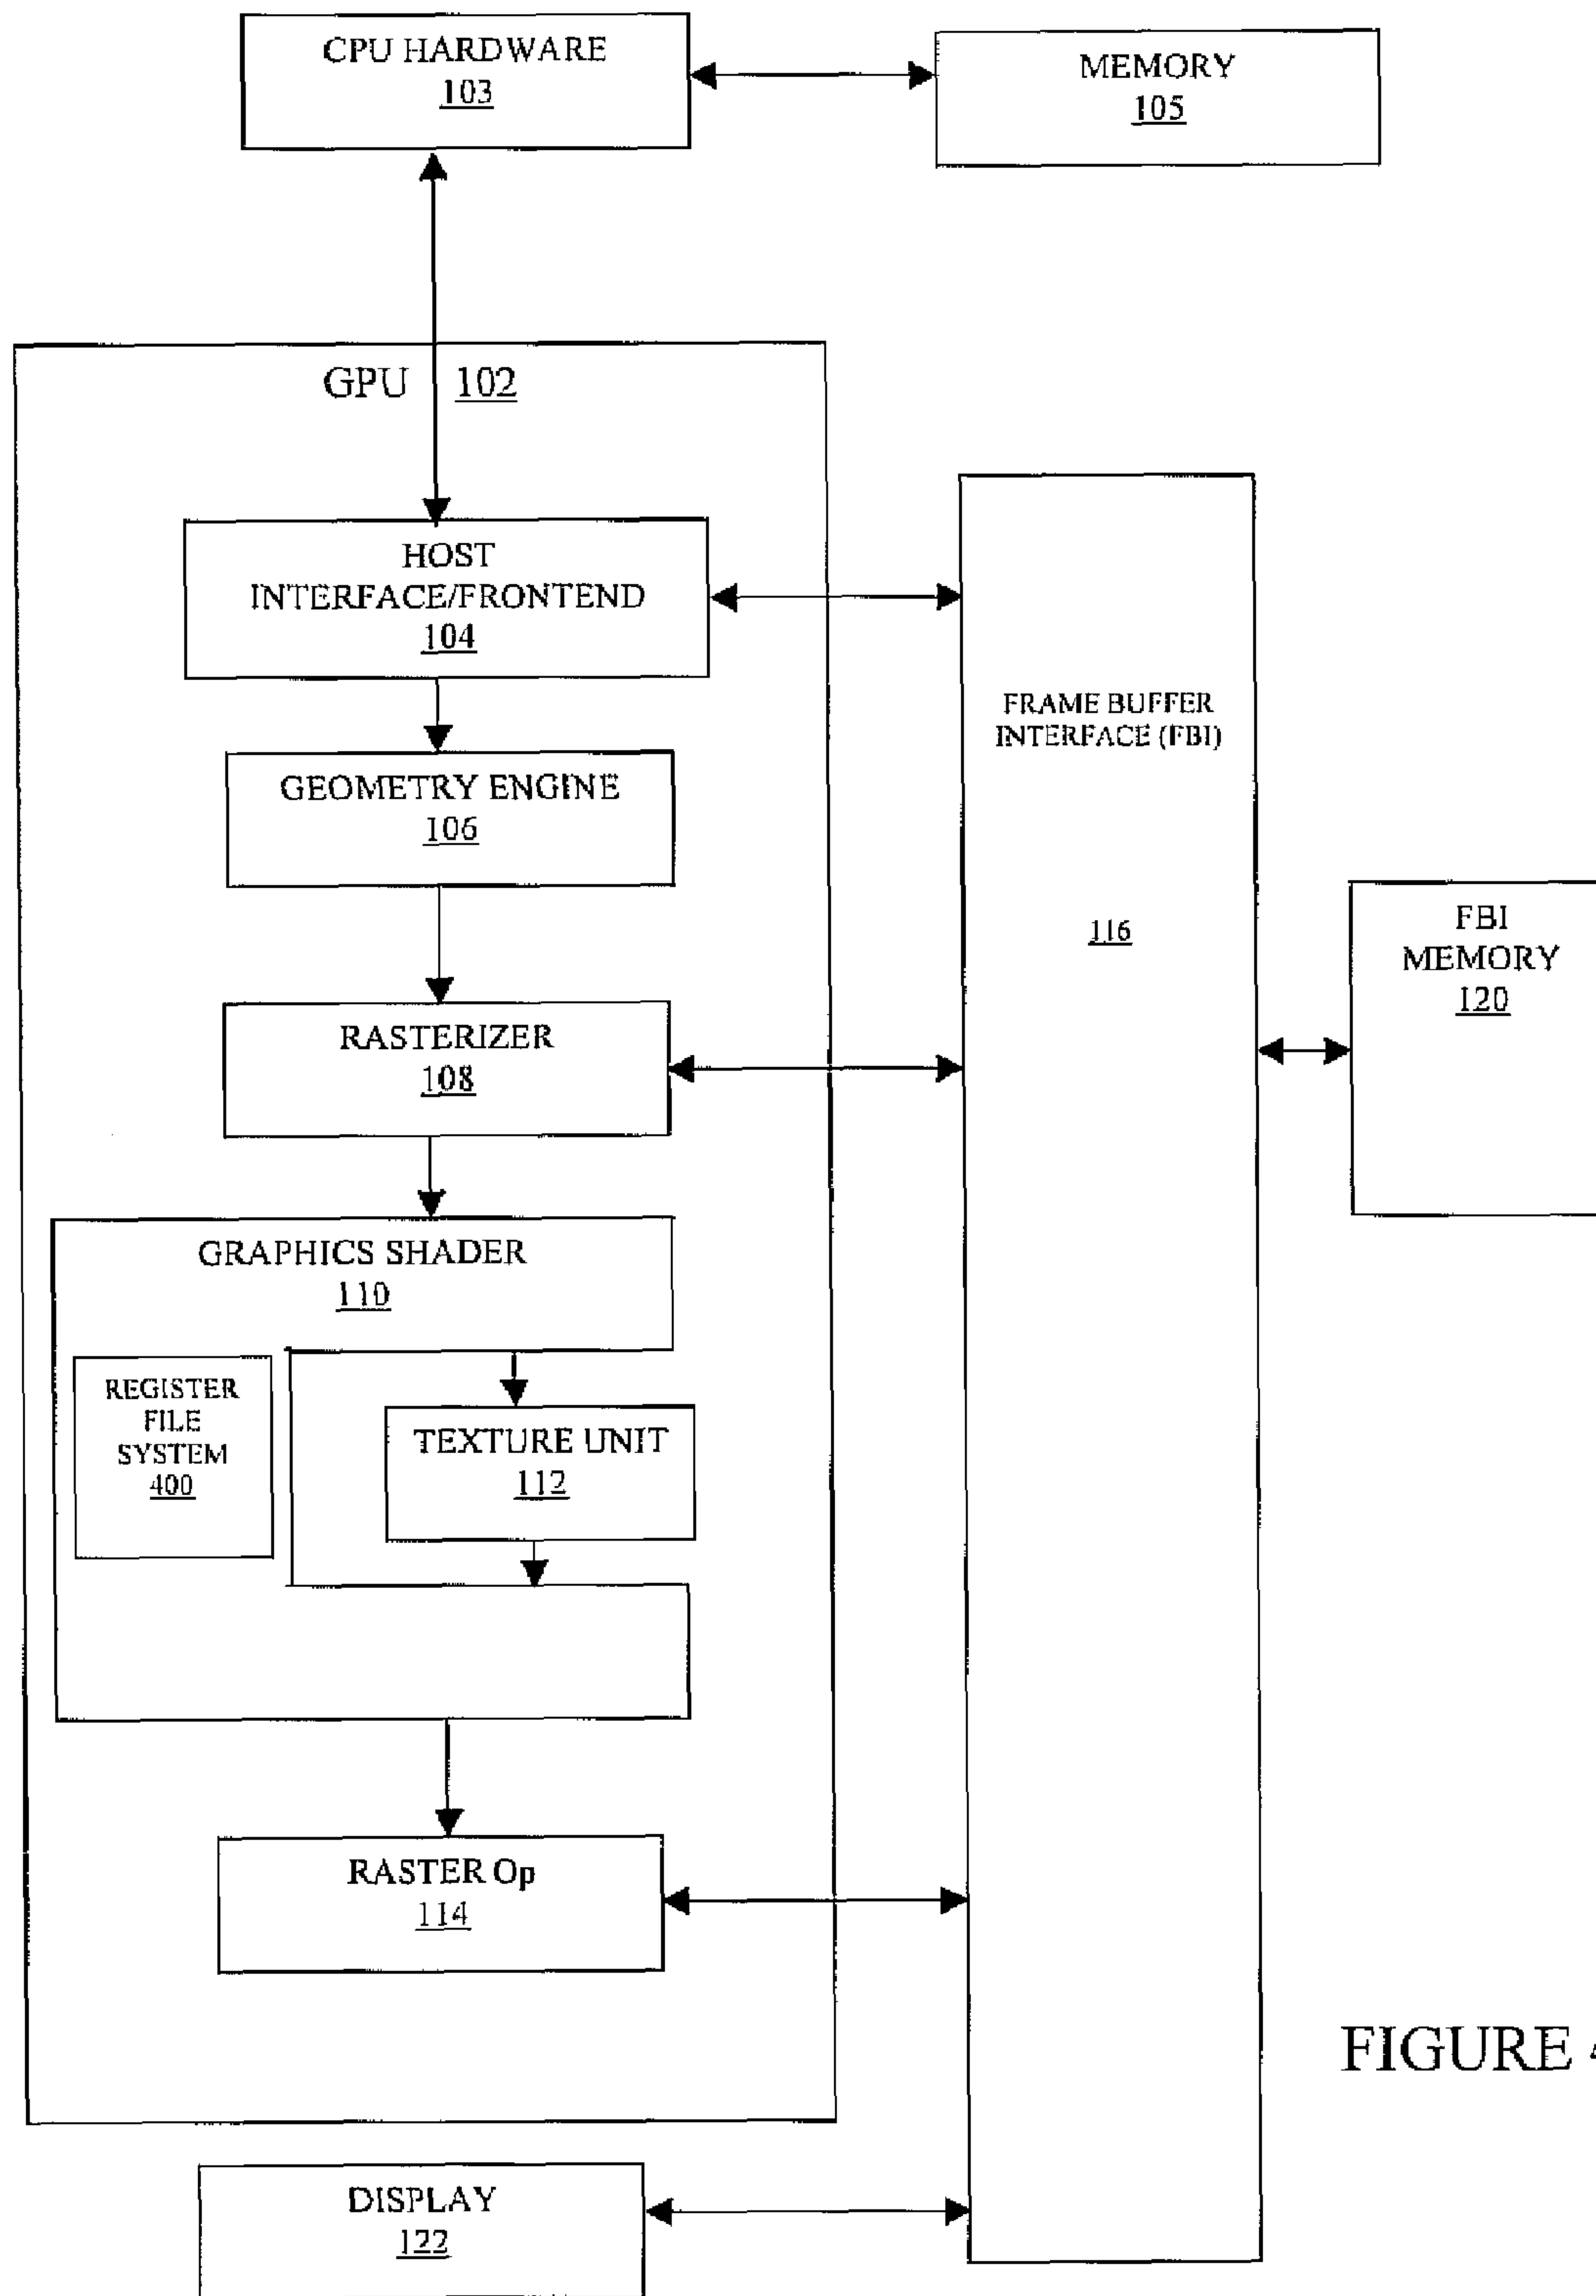 CPU HARDWARE
103
MEMORY
105
GPU 102
HOST
INTERFACE/FRONTEND
104
FRAME BUFFER
INTERFACE (FBI)
116
GEOMETRY ENGINE
106
FBI
MEMORY
120
RASTERIZER
108
GRAPHICS SHADER
110
REGISTER
FILE
SYSTEM
400
TEXTURE UNIT
112
RASTER Op
114
FIGURE
DISPLAY
122